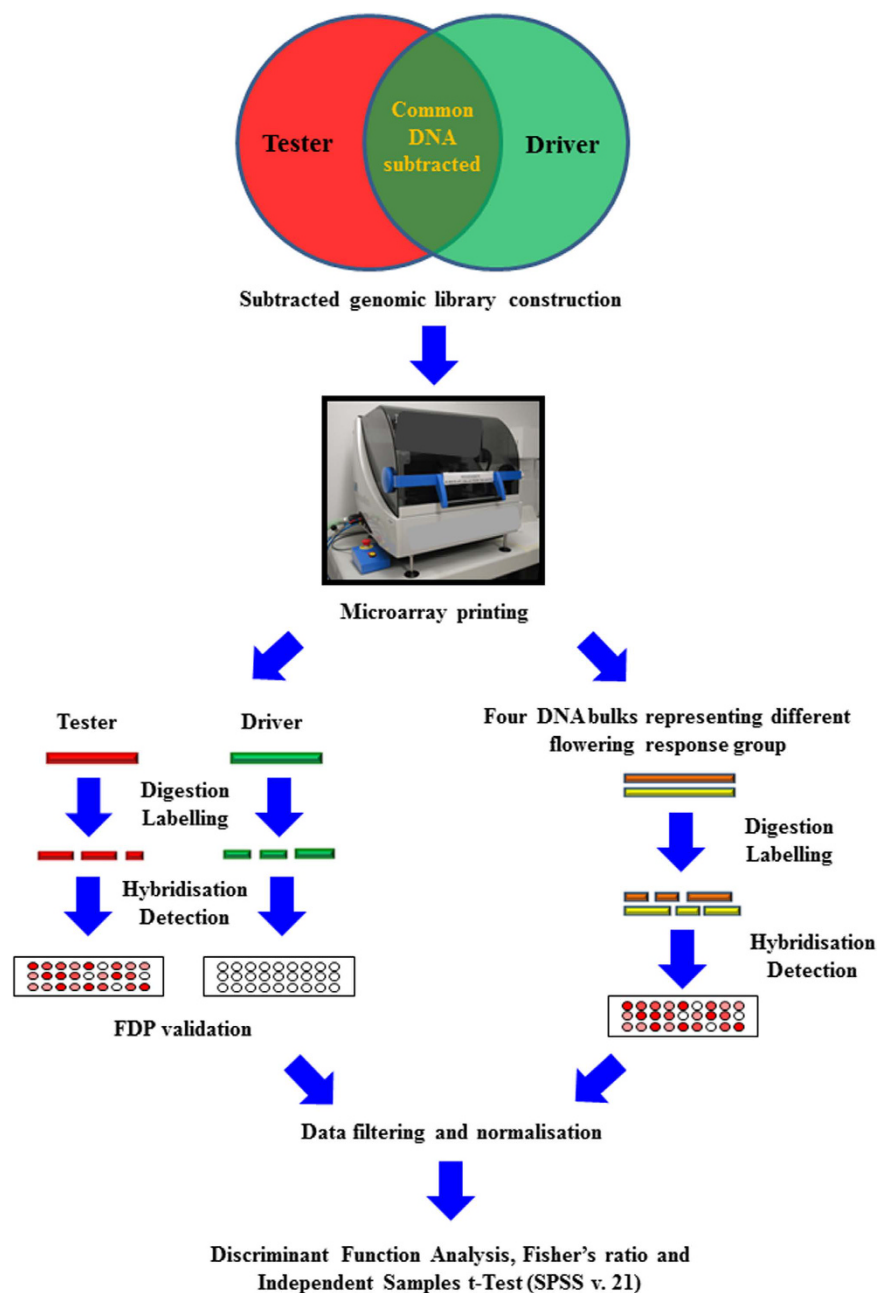 Tester
Common
DNA
subtracted
Driver
Subtracted genomic library construction
Microarray printing
Tester
Driver
Digestion
Labelling
Hybridisation
Detection
FDP validation
Four DNA bulks representing different
flowering response group
Digestion
Labelling
Hybridisation
Detection
Data filtering and normalisation
Discriminant Function Analysis, Fisher's ratio and
Independent Samples t-Test (SPSS v. 21)